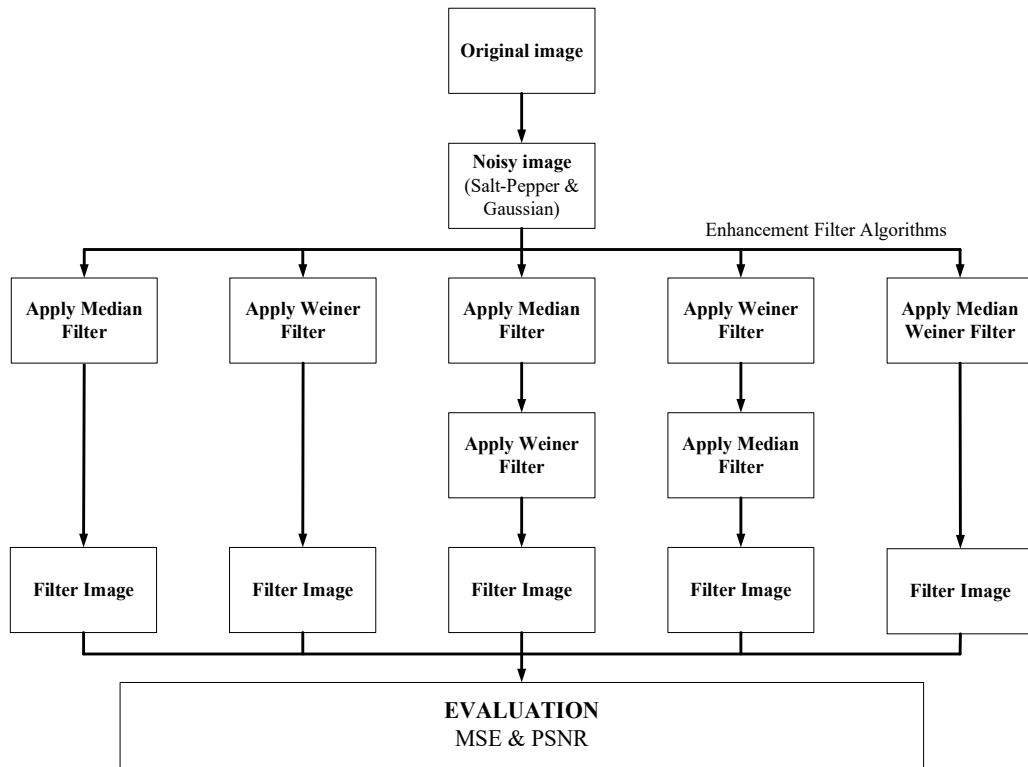 Original image
Noisy image
(Salt-Pepper &
Gaussian)
Enhancement Filter Algorithms
Apply Median
Filter
Apply Weiner
Filter
Apply Median
Filter
Apply Weiner
Filter
Apply Median
Weiner Filter
Apply Weiner
Filter
Apply Median
Filter
Filter Image
Filter Image
Filter Image
Filter Image
Filter Image
EVALUATION
MSE & PSNR